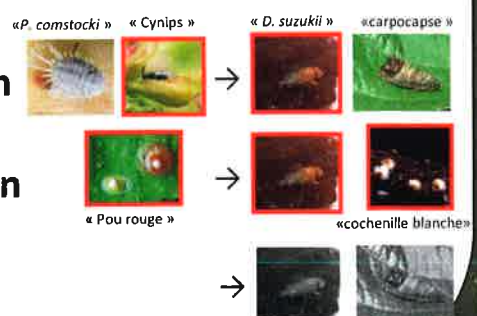 «P. comstocki » « Cynips » → « D. suzukii » «carpocapse »
n
→
n
« Pou rouge » «cochenille blanche»
→